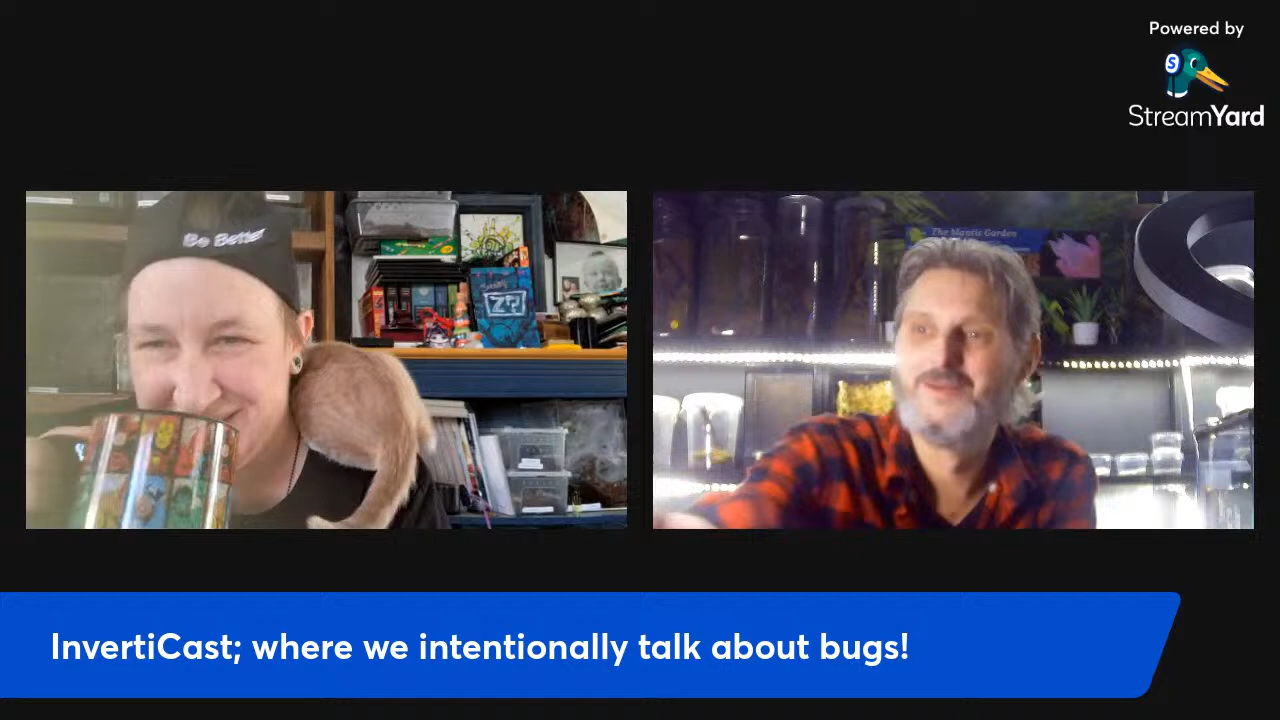 Powered by
S
StreamYard
Be Better
The Mantis Garden
Z?
InvertiCast; where we intentionally talk about bugs!